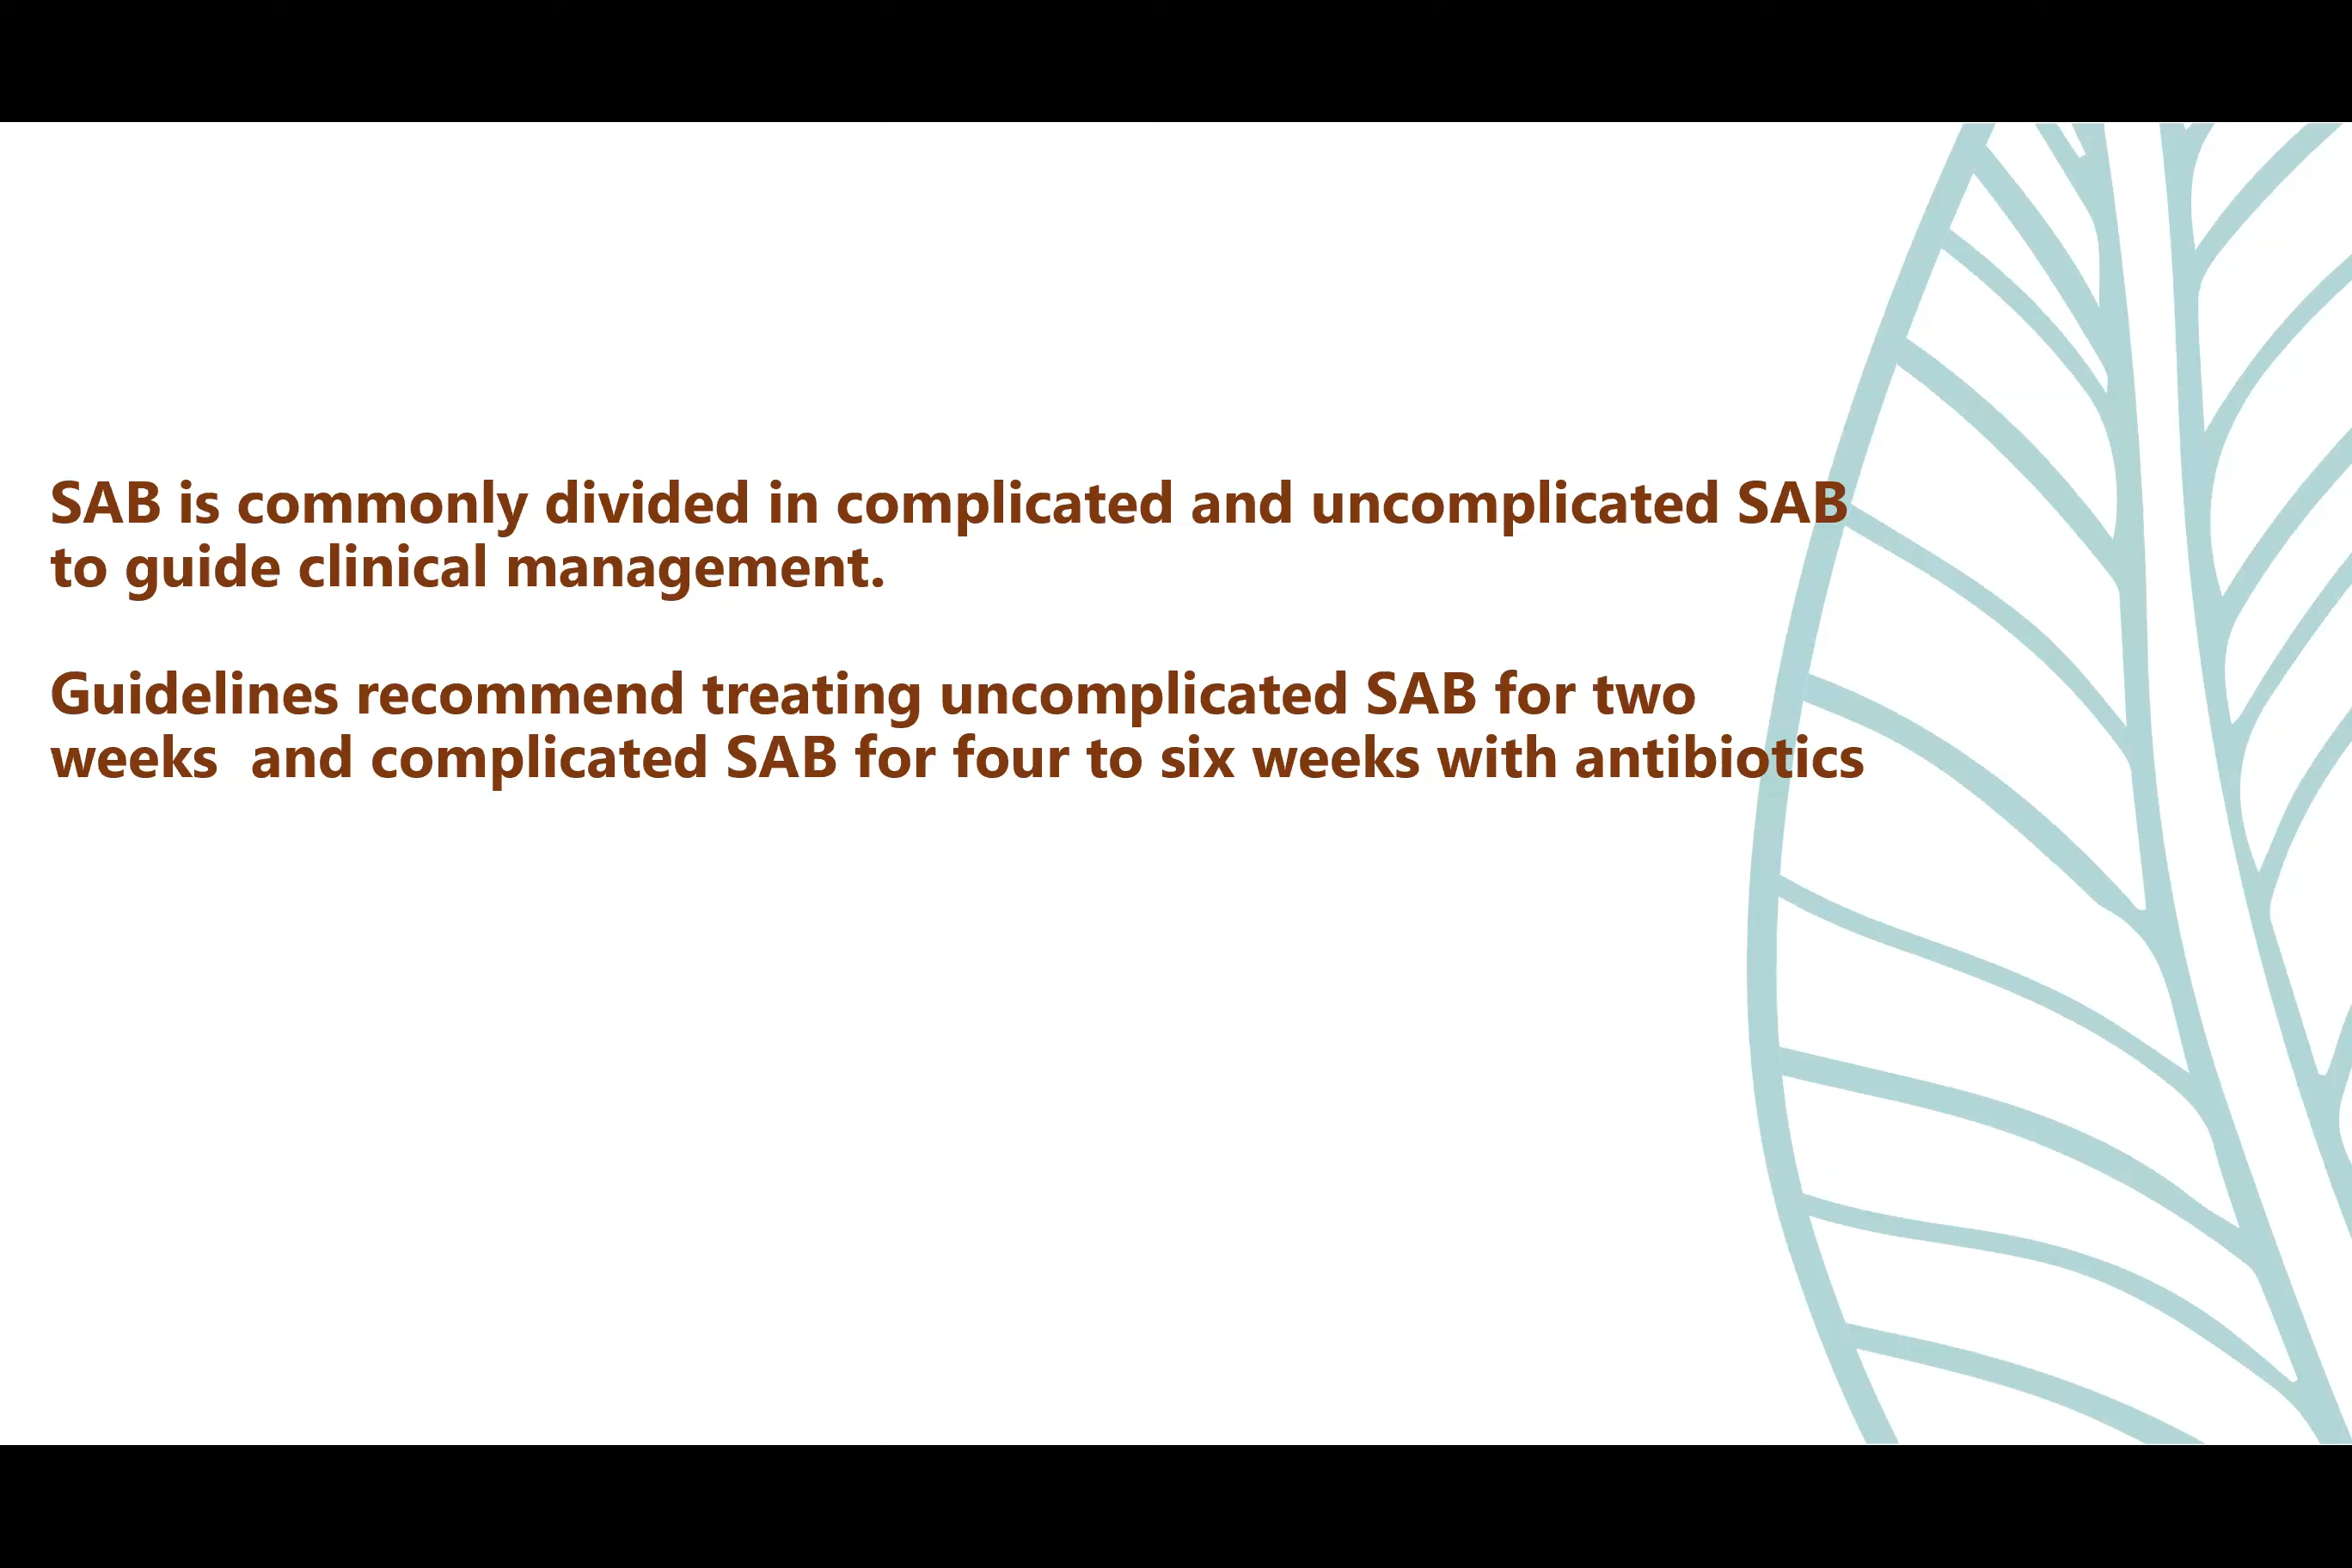 SAB is commonly divided in complicated and uncomplicated SAB
to guide clinical management.
Guidelines recommend treating uncomplicated SAB for two
weeks  and complicated SAB for four to six weeks with antibiotics